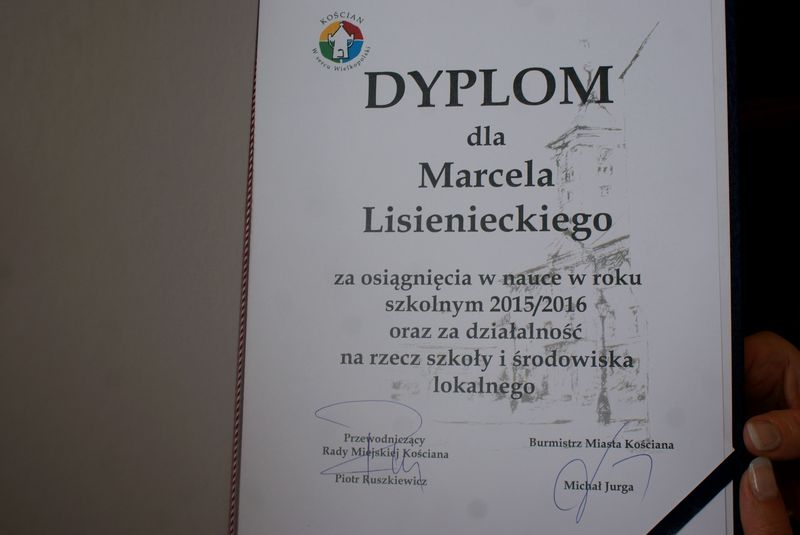 KOŚCIAN
W sercu Wielkopolski
DYPLOM
dla
Marcela
Lisienieckiego
za osiągnięcia w nauce w roku
szkolnym 2015/2016
oraz za działalność
na rzecz szkoły i środowiska
lokalnego
Przewodniczący
Rady Miejskiej Kościana
Piotr Ruszkiewicz
Burmistrz Miasta Kościana
Michał Jurga